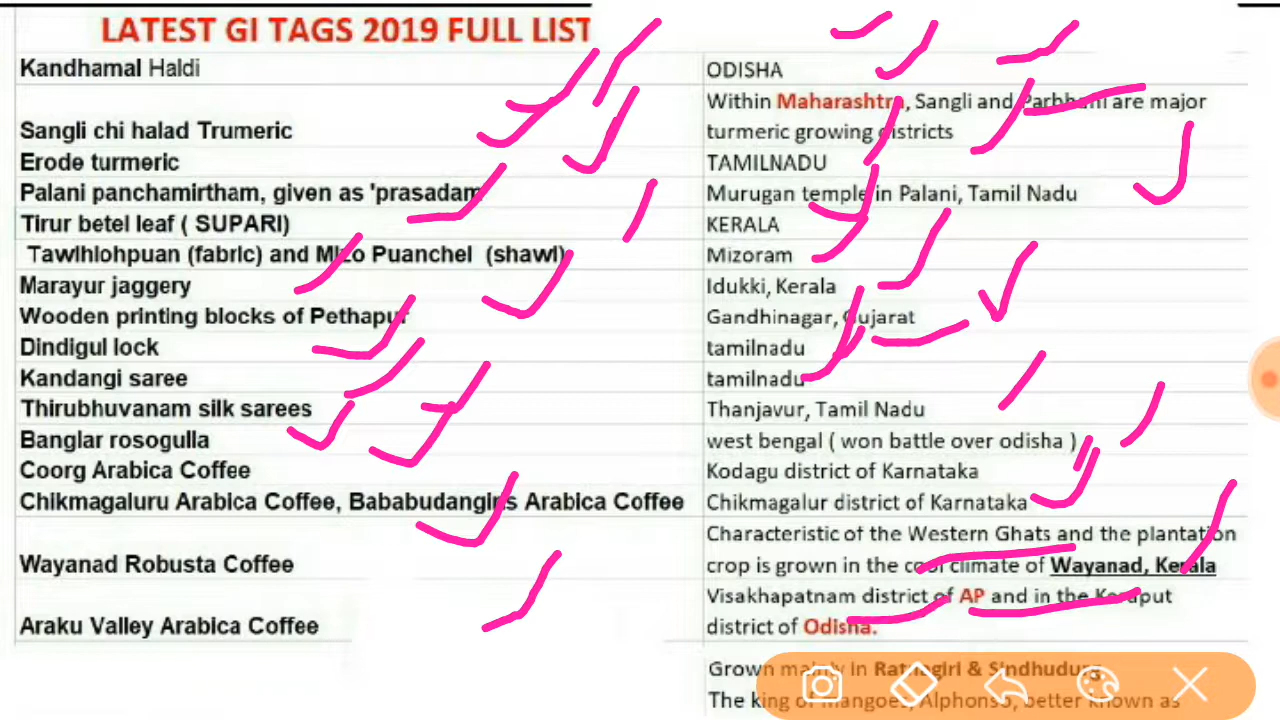 LATEST GI TAGS 2019 FULL LIST
Kandhamal Haldi ODISHA
Within Maharashtra, Sangli and Parbhani are major
Sangli chi halad Trumeric turmeric growing districts
Erode turmeric TAMILNADU
Palani panchamirtham, given as 'prasadam' Murugan temple in Palani, Tamil Nadu
Tirur betel leaf ( SUPARI) KERALA
Tawlhlohpuan (fabric) and Mizo Puanchel (shawl) Mizoram
Marayur jaggery Idukki, Kerala
Wooden printing blocks of Pethapur Gandhinagar, Gujarat
Dindigul lock tamilnadu
Kandangi saree tamilnadu
Thirubhuvanam silk sarees Thanjavur, Tamil Nadu
Banglar rosogulla west bengal ( won battle over odisha )
Coorg Arabica Coffee Kodagu district of Karnataka
Chikmagaluru Arabica Coffee, Bababudangiris Arabica Coffee Chikmagalur district of Karnataka
Characteristic of the Western Ghats and the plantation
Wayanad Robusta Coffee crop is grown in the cool climate of Wayanad, Kerala
Visakhapatnam district of AP and in the Koraput
Araku Valley Arabica Coffee district of Odisha.
Grown mainly in Ratnagiri & Sindhudurg
The king of mangoes, Alphonso, better known as